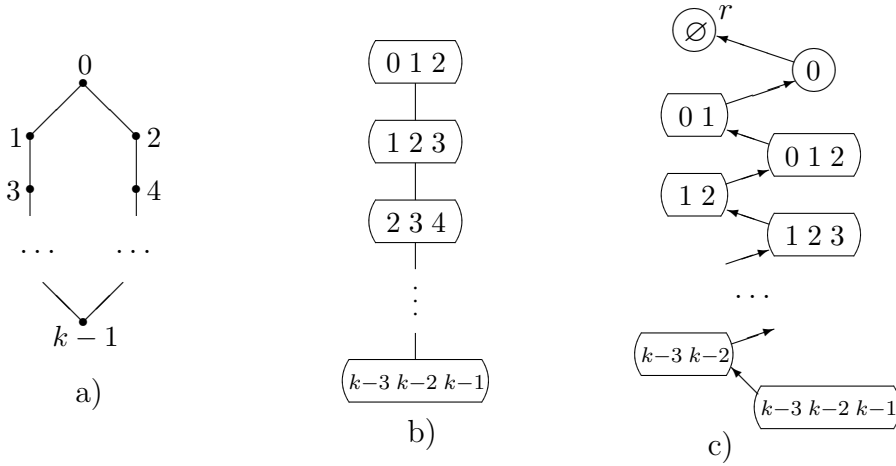 0
1 2
3 4
... ...
k − 1
a)
0 1 2
1 2 3
2 3 4
⋮
k−3 k−2 k−1
b)
∅ r
0
0 1
0 1 2
1 2
1 2 3
...
k−3 k−2
k−3 k−2 k−1
c)